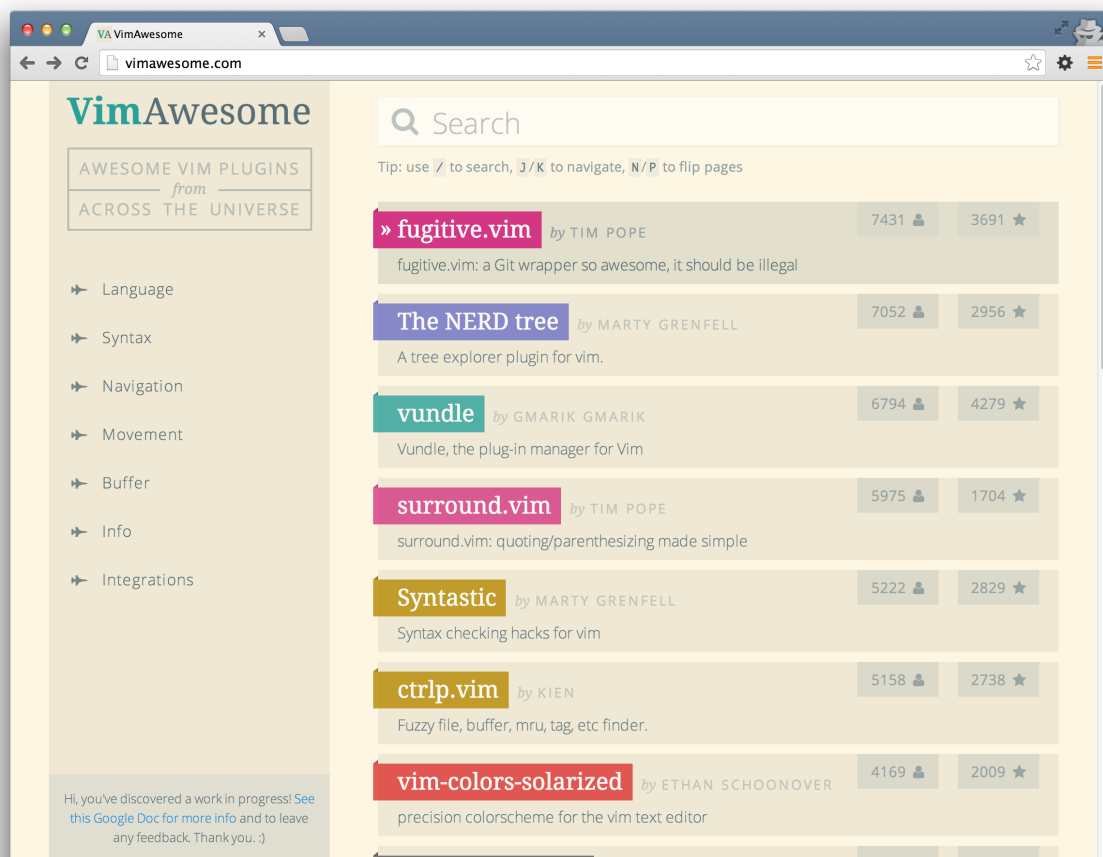 VA VimAwesome
vimawesome.com
VimAwesome
AWESOME VIM PLUGINS
from
ACROSS THE UNIVERSE
Language
Syntax
Navigation
Movement
Buffer
Info
Integrations
Hi, you've discovered a work in progress! See
this Google Doc for more info and to leave
any feedback. Thank you. :)
Search
Tip: use / to search, J/K to navigate, N/P to flip pages
» fugitive.vim by TIM POPE 7431 3691
fugitive.vim: a Git wrapper so awesome, it should be illegal
The NERD tree by MARTY GRENFELL 7052 2956
A tree explorer plugin for vim.
vundle by GMARIK GMARIK 6794 4279
Vundle, the plug-in manager for Vim
surround.vim by TIM POPE 5975 1704
surround.vim: quoting/parenthesizing made simple
Syntastic by MARTY GRENFELL 5222 2829
Syntax checking hacks for vim
ctrlp.vim by KIEN 5158 2738
Fuzzy file, buffer, mru, tag, etc finder.
vim-colors-solarized by ETHAN SCHOONOVER 4169 2009
precision colorscheme for the vim text editor